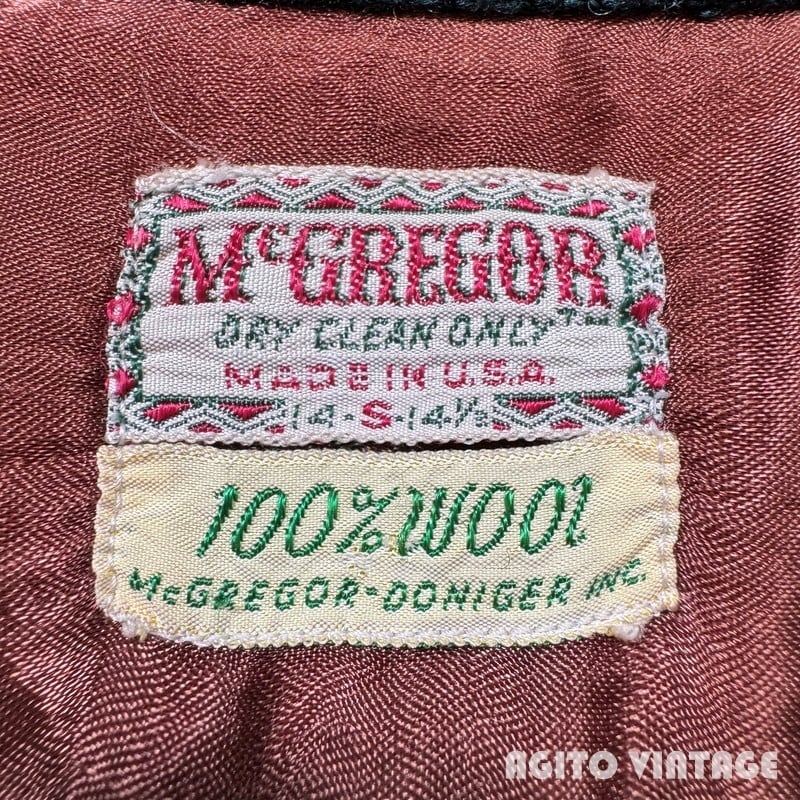 McGREGOR
DRY CLEAN ONLY™
MADE IN U.S.A.
14-S-14½
100% WOOL
McGREGOR-DONIGER INC.
AGITO VINTAGE